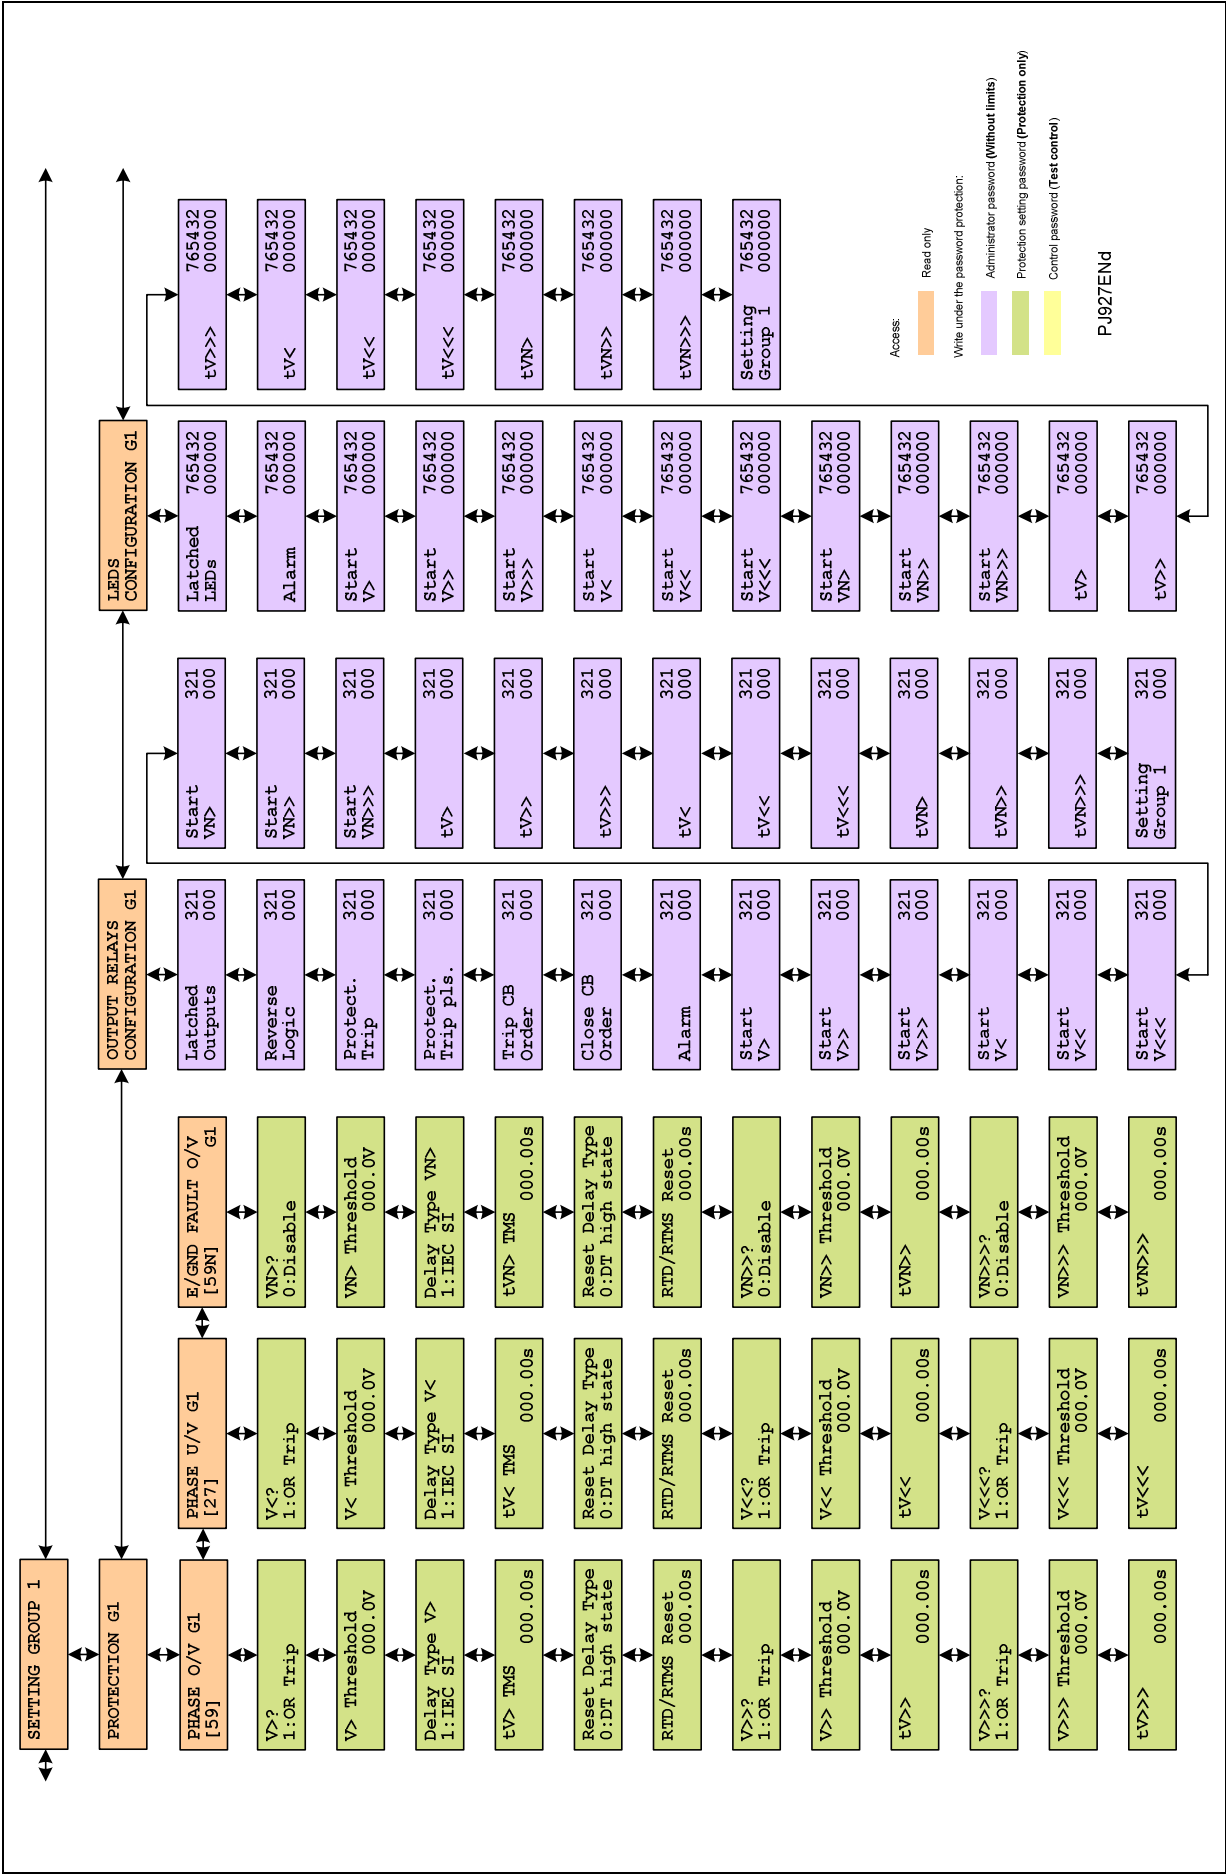 SETTING GROUP 1
PROTECTION G1
PHASE O/V G1
[59]
V>?
1:OR Trip
V> Threshold
000.0V
Delay Type V>
1:IEC SI
tV> TMS
000.00s
Reset Delay Type
0:DT high state
RTD/RTMS Reset
000.00s
V>>?
1:OR Trip
V>> Threshold
000.0V
tV>>
000.00s
V>>>?
1:OR Trip
V>>> Threshold
000.0V
tV>>>
000.00s
PHASE U/V G1
[27]
V<?
1:OR Trip
V< Threshold
000.0V
Delay Type V<
1:IEC SI
tV< TMS
000.00s
Reset Delay Type
0:DT high state
RTD/RTMS Reset
000.00s
V<<?
1:OR Trip
V<< Threshold
000.0V
tV<<
000.00s
V<<<?
1:OR Trip
V<<< Threshold
000.0V
tV<<<
000.00s
E/GND FAULT O/V
[59N] G1
VN>?
0:Disable
VN> Threshold
000.0V
Delay Type VN>
1:IEC SI
tVN> TMS
000.00s
Reset Delay Type
0:DT high state
RTD/RTMS Reset
000.00s
VN>>?
0:Disable
VN>> Threshold
000.0V
tVN>>
000.00s
VN>>>?
0:Disable
VN>>> Threshold
000.0V
tVN>>>
000.00s
OUTPUT RELAYS
CONFIGURATION G1
Latched 321
Outputs 000
Reverse 321
Logic 000
Protect. 321
Trip 000
Protect. 321
Trip pls. 000
Trip CB 321
Order 000
Close CB 321
Order 000
321
Alarm 000
Start 321
V> 000
Start 321
V>> 000
Start 321
V>>> 000
Start 321
V< 000
Start 321
V<< 000
Start 321
V<<< 000
Start 321
VN> 000
Start 321
VN>> 000
Start 321
VN>>> 000
321
tV> 000
321
tV>> 000
321
tV>>> 000
321
tV< 000
321
tV<< 000
321
tV<<< 000
321
tVN> 000
321
tVN>> 000
321
tVN>>> 000
Setting 321
Group 1 000
LEDS
CONFIGURATION G1
Latched 765432
LEDs 000000
765432
Alarm 000000
Start 765432
V> 000000
Start 765432
V>> 000000
Start 765432
V>>> 000000
Start 765432
V< 000000
Start 765432
V<< 000000
Start 765432
V<<< 000000
Start 765432
VN> 000000
Start 765432
VN>> 000000
Start 765432
VN>>> 000000
765432
tV> 000000
765432
tV>> 000000
765432
tV>>> 000000
765432
tV< 000000
765432
tV<< 000000
765432
tV<<< 000000
765432
tVN> 000000
765432
tVN>> 000000
765432
tVN>>> 000000
Setting 765432
Group 1 000000
Access:
Read only
Write under the password protection:
Administrator password (Without limits)
Protection setting password (Protection only)
Control password (Test control)
PJ927ENd